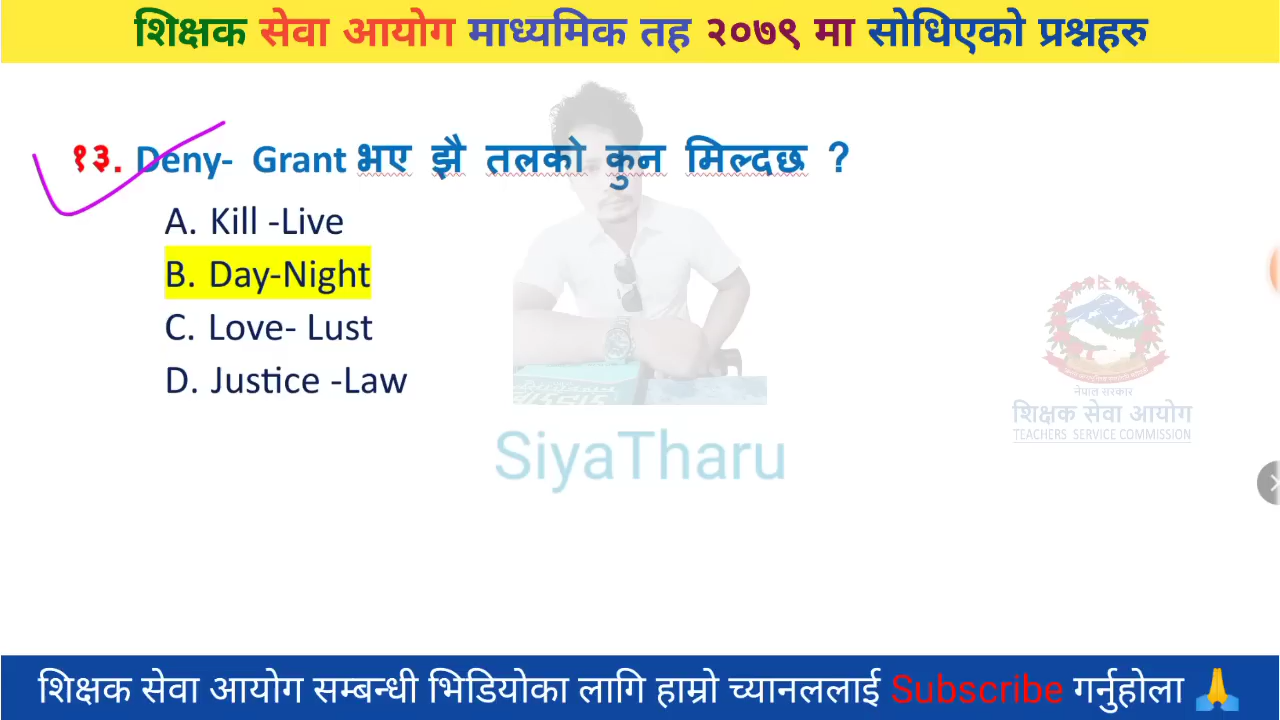 शिक्षक सेवा आयोग माध्यमिक तह २०७९ मा सोधिएको प्रश्नहरु
१३. Deny- Grant भए झै तलको कुन मिल्दछ ?
A. Kill -Live
B. Day-Night
C. Love- Lust
D. Justice -Law
नेपाल सरकार
शिक्षक सेवा आयोग
TEACHERS SERVICE COMMISSION
SiyaTharu
शिक्षक सेवा आयोग सम्बन्धी भिडियोका लागि हाम्रो च्यानललाई Subscribe गर्नुहोला 🙏